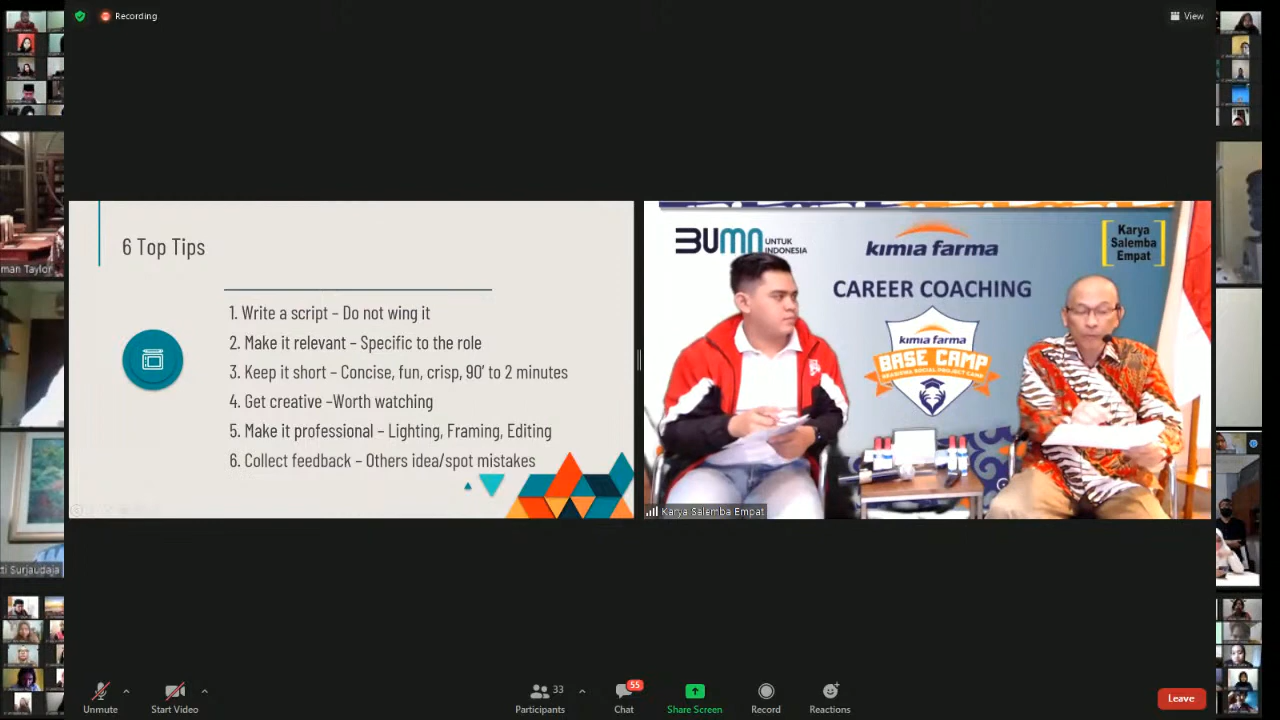 Recording
View
man Taylor
ti Surjaudaja
6 Top Tips
1. Write a script – Do not wing it
2. Make it relevant – Specific to the role
3. Keep it short – Concise, fun, crisp, 90’ to 2 minutes
4. Get creative –Worth watching
5. Make it professional – Lighting, Framing, Editing
6. Collect feedback – Others idea/spot mistakes
BUMN UNTUK
INDONESIA
kimia farma
Karya
Salemba
Empat
CAREER COACHING
kimia farma
BASE CAMP
Karya Salemba Empat
Unmute
Start Video
33
Participants
55
Chat
Share Screen
Record
Reactions
Leave